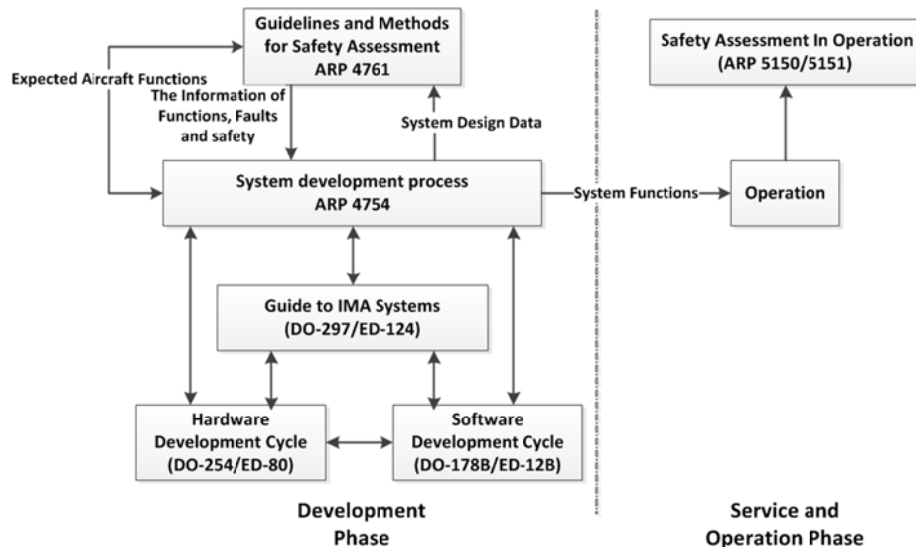 Guidelines and Methods
for Safety Assessment
ARP 4761
Safety Assessment In Operation
(ARP 5150/5151)
Expected Aircraft Functions
The Information of
Functions, Faults
and safety
System Design Data
System development process
ARP 4754
System Functions
Operation
Guide to IMA Systems
(DO-297/ED-124)
Hardware
Development Cycle
(DO-254/ED-80)
Software
Development Cycle
(DO-178B/ED-12B)
Development
Phase
Service and
Operation Phase